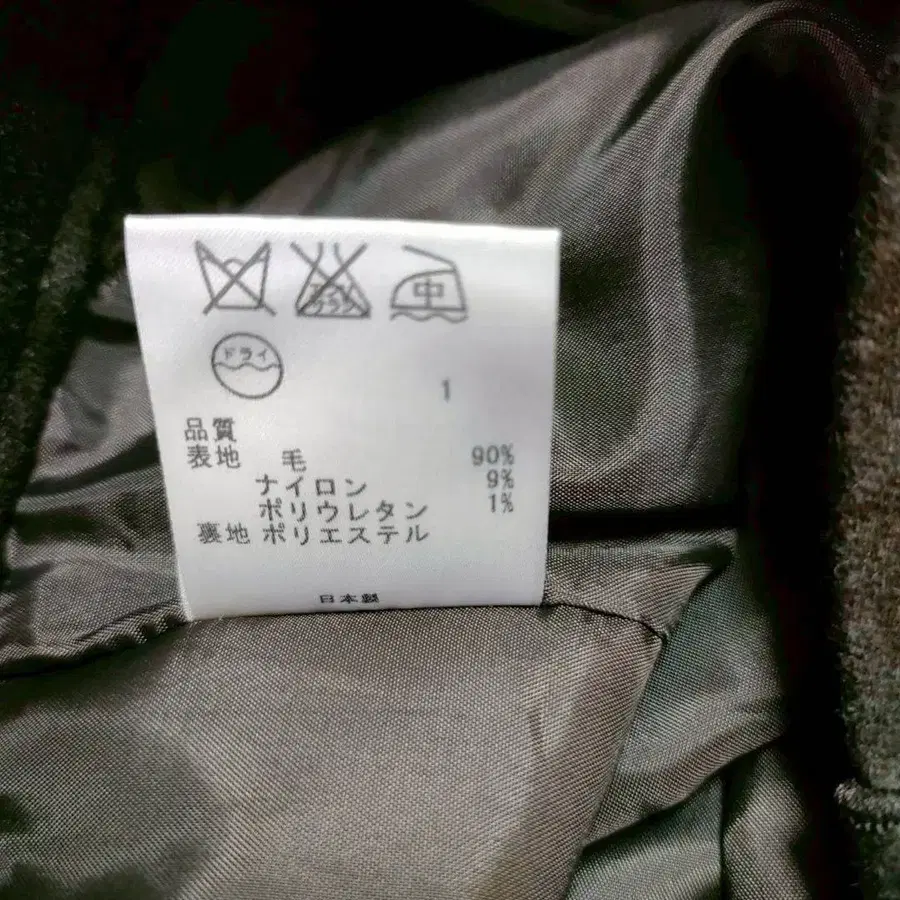 中
ドライ
1
品質
表地 毛 90%
ナイロン 9%
ポリウレタン 1%
裏地 ポリエステル
日本製